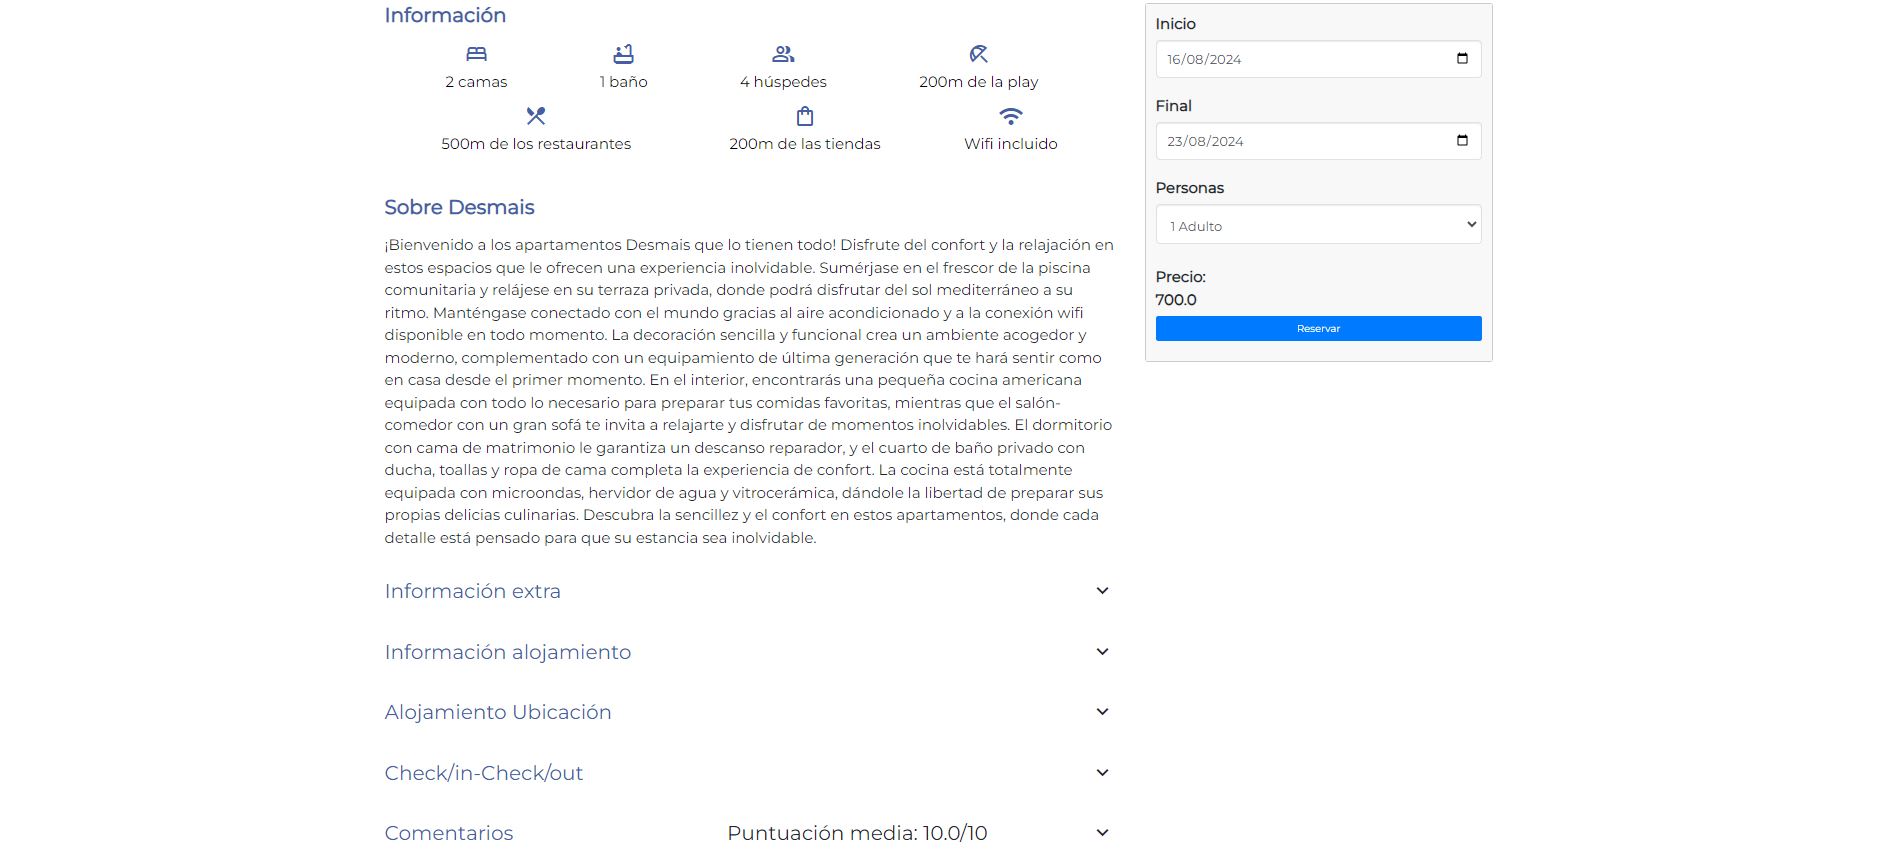 Información
2 camas
1 baño
4 húspedes
200m de la play
500m de los restaurantes
200m de las tiendas
Wifi incluido
Sobre Desmais
¡Bienvenido a los apartamentos Desmais que lo tienen todo! Disfrute del confort y la relajación en
estos espacios que le ofrecen una experiencia inolvidable. Sumérjase en el frescor de la piscina
comunitaria y relájese en su terraza privada, donde podrá disfrutar del sol mediterráneo a su
ritmo. Manténgase conectado con el mundo gracias al aire acondicionado y a la conexión wifi
disponible en todo momento. La decoración sencilla y funcional crea un ambiente acogedor y
moderno, complementado con un equipamiento de última generación que te hará sentir como
en casa desde el primer momento. En el interior, encontrarás una pequeña cocina americana
equipada con todo lo necesario para preparar tus comidas favoritas, mientras que el salón-
comedor con un gran sofá te invita a relajarte y disfrutar de momentos inolvidables. El dormitorio
con cama de matrimonio le garantiza un descanso reparador, y el cuarto de baño privado con
ducha, toallas y ropa de cama completa la experiencia de confort. La cocina está totalmente
equipada con microondas, hervidor de agua y vitrocerámica, dándole la libertad de preparar sus
propias delicias culinarias. Descubra la sencillez y el confort en estos apartamentos, donde cada
detalle está pensado para que su estancia sea inolvidable.
Información extra
Información alojamiento
Alojamiento Ubicación
Check/in-Check/out
Comentarios
Puntuación media: 10.0/10
Inicio
16/08/2024
Final
23/08/2024
Personas
1 Adulto
Precio:
700.0
Reservar